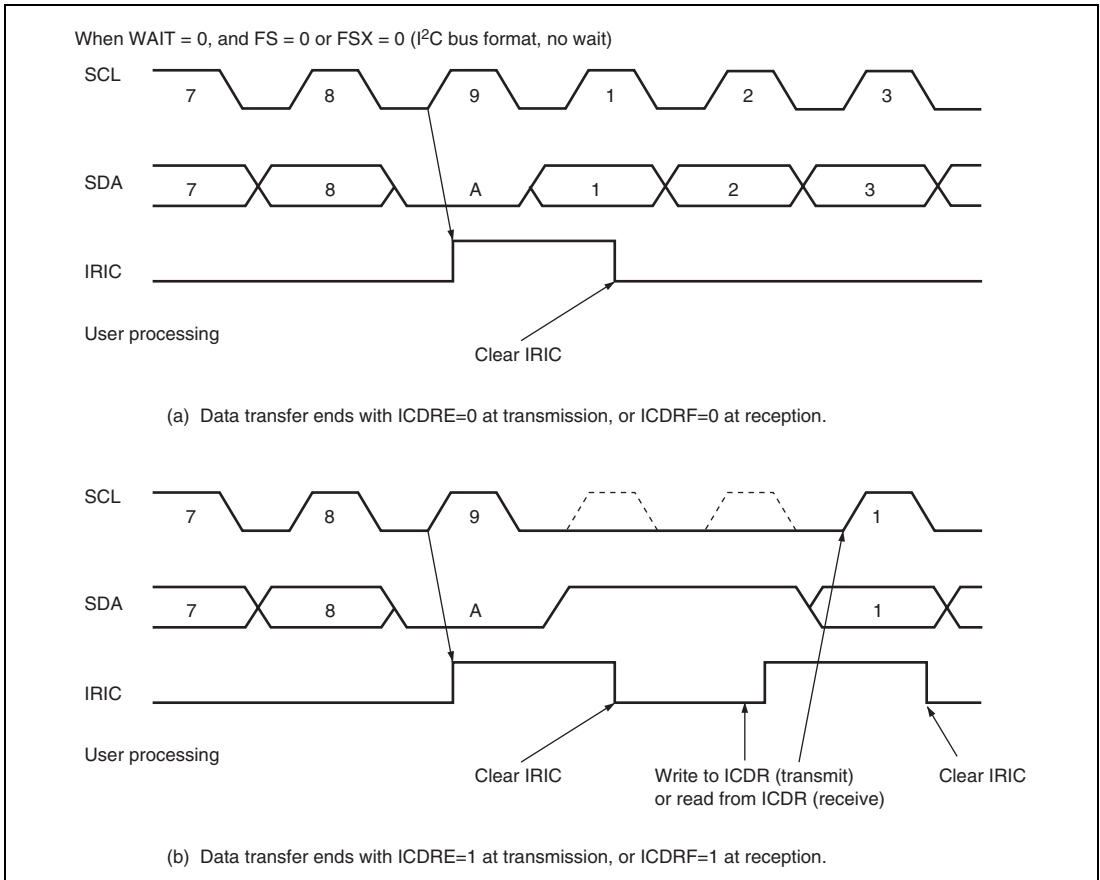 When WAIT = 0, and FS = 0 or FSX = 0 (I²C bus format, no wait)
SCL 7 8 9 1 2 3
SDA 7 8 A 1 2 3
IRIC
User processing
Clear IRIC
(a) Data transfer ends with ICDRE=0 at transmission, or ICDRF=0 at reception.
SCL 7 8 9 1
SDA 7 8 A 1
IRIC
User processing
Clear IRIC Write to ICDR (transmit) Clear IRIC
or read from ICDR (receive)
(b) Data transfer ends with ICDRE=1 at transmission, or ICDRF=1 at reception.